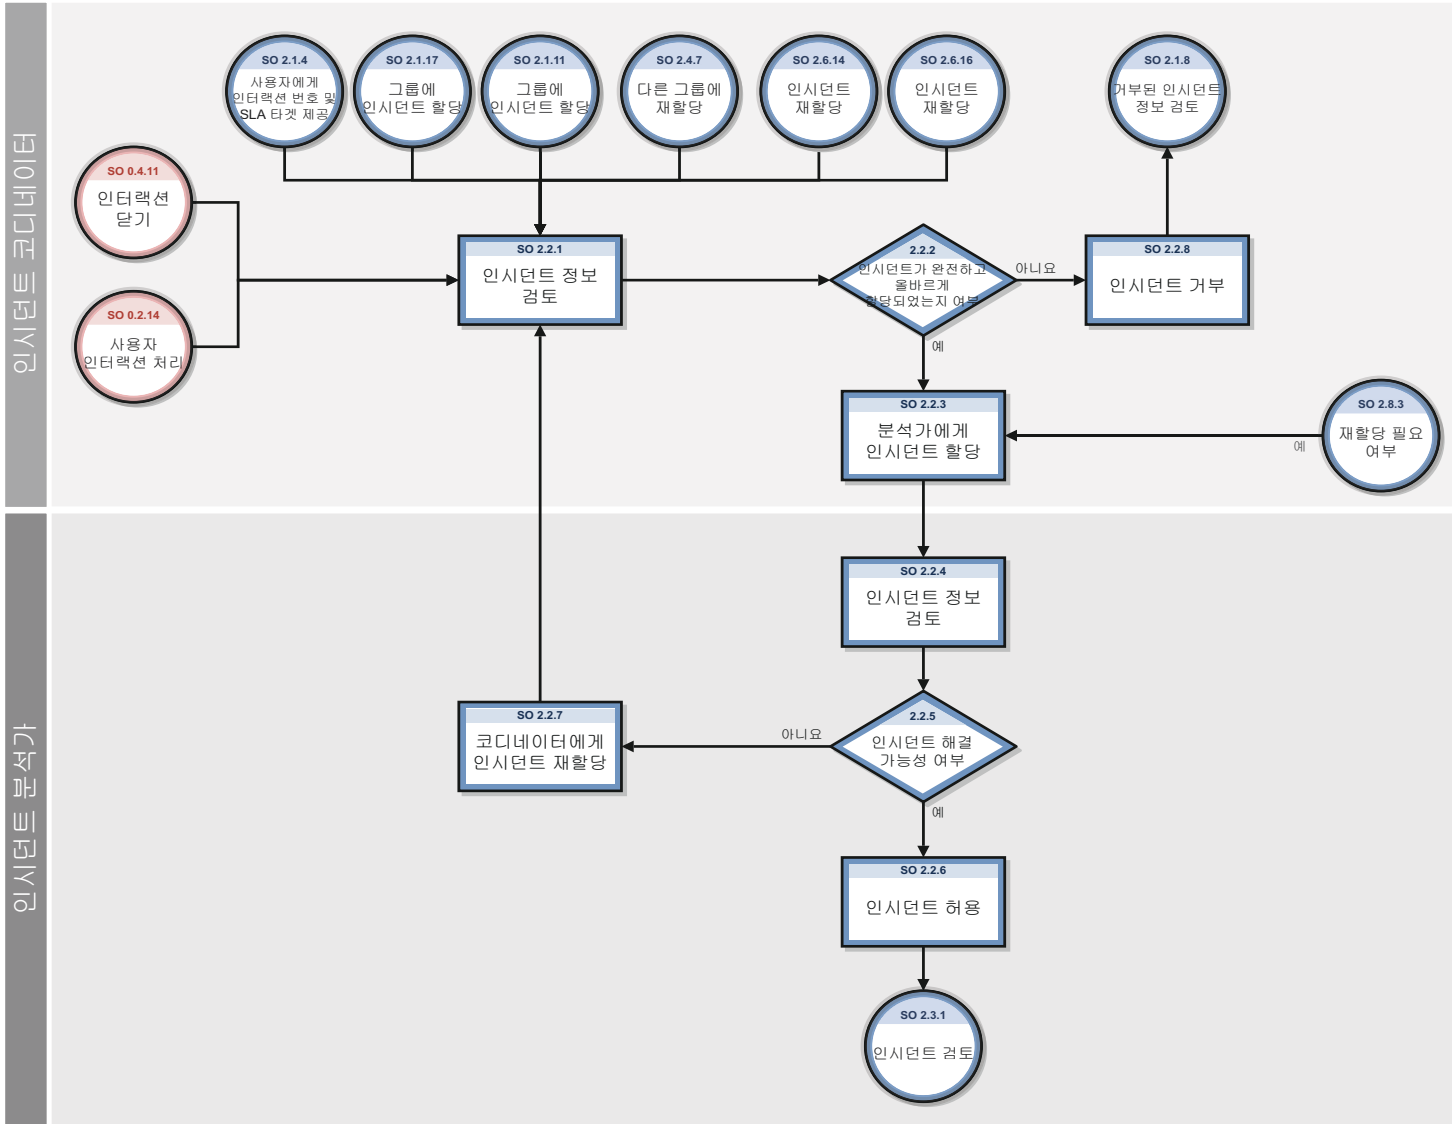 인시던트 코디네이터
SO 2.1.4
사용자에게
인터랙션 번호 및
SLA 타겟 제공
SO 2.1.17
그룹에
인시던트 할당
SO 2.1.11
그룹에
인시던트 할당
SO 2.4.7
다른 그룹에
재할당
SO 2.6.14
인시던트
재할당
SO 2.6.16
인시던트
재할당
SO 2.1.8
거부된 인시던트
정보 검토
SO 0.4.11
인터랙션
닫기
SO 0.2.14
사용자
인터랙션 처리
SO 2.2.1
인시던트 정보
검토
2.2.2
인시던트가 완전하고
올바르게
할당되었는지 여부
아니요
SO 2.2.8
인시던트 거부
예
SO 2.2.3
분석가에게
인시던트 할당
예
SO 2.8.3
재할당 필요
여부
인시던트 분석가
SO 2.2.4
인시던트 정보
검토
SO 2.2.7
코디네이터에게
인시던트 재할당
아니요
2.2.5
인시던트 해결
가능성 여부
예
SO 2.2.6
인시던트 허용
SO 2.3.1
인시던트 검토